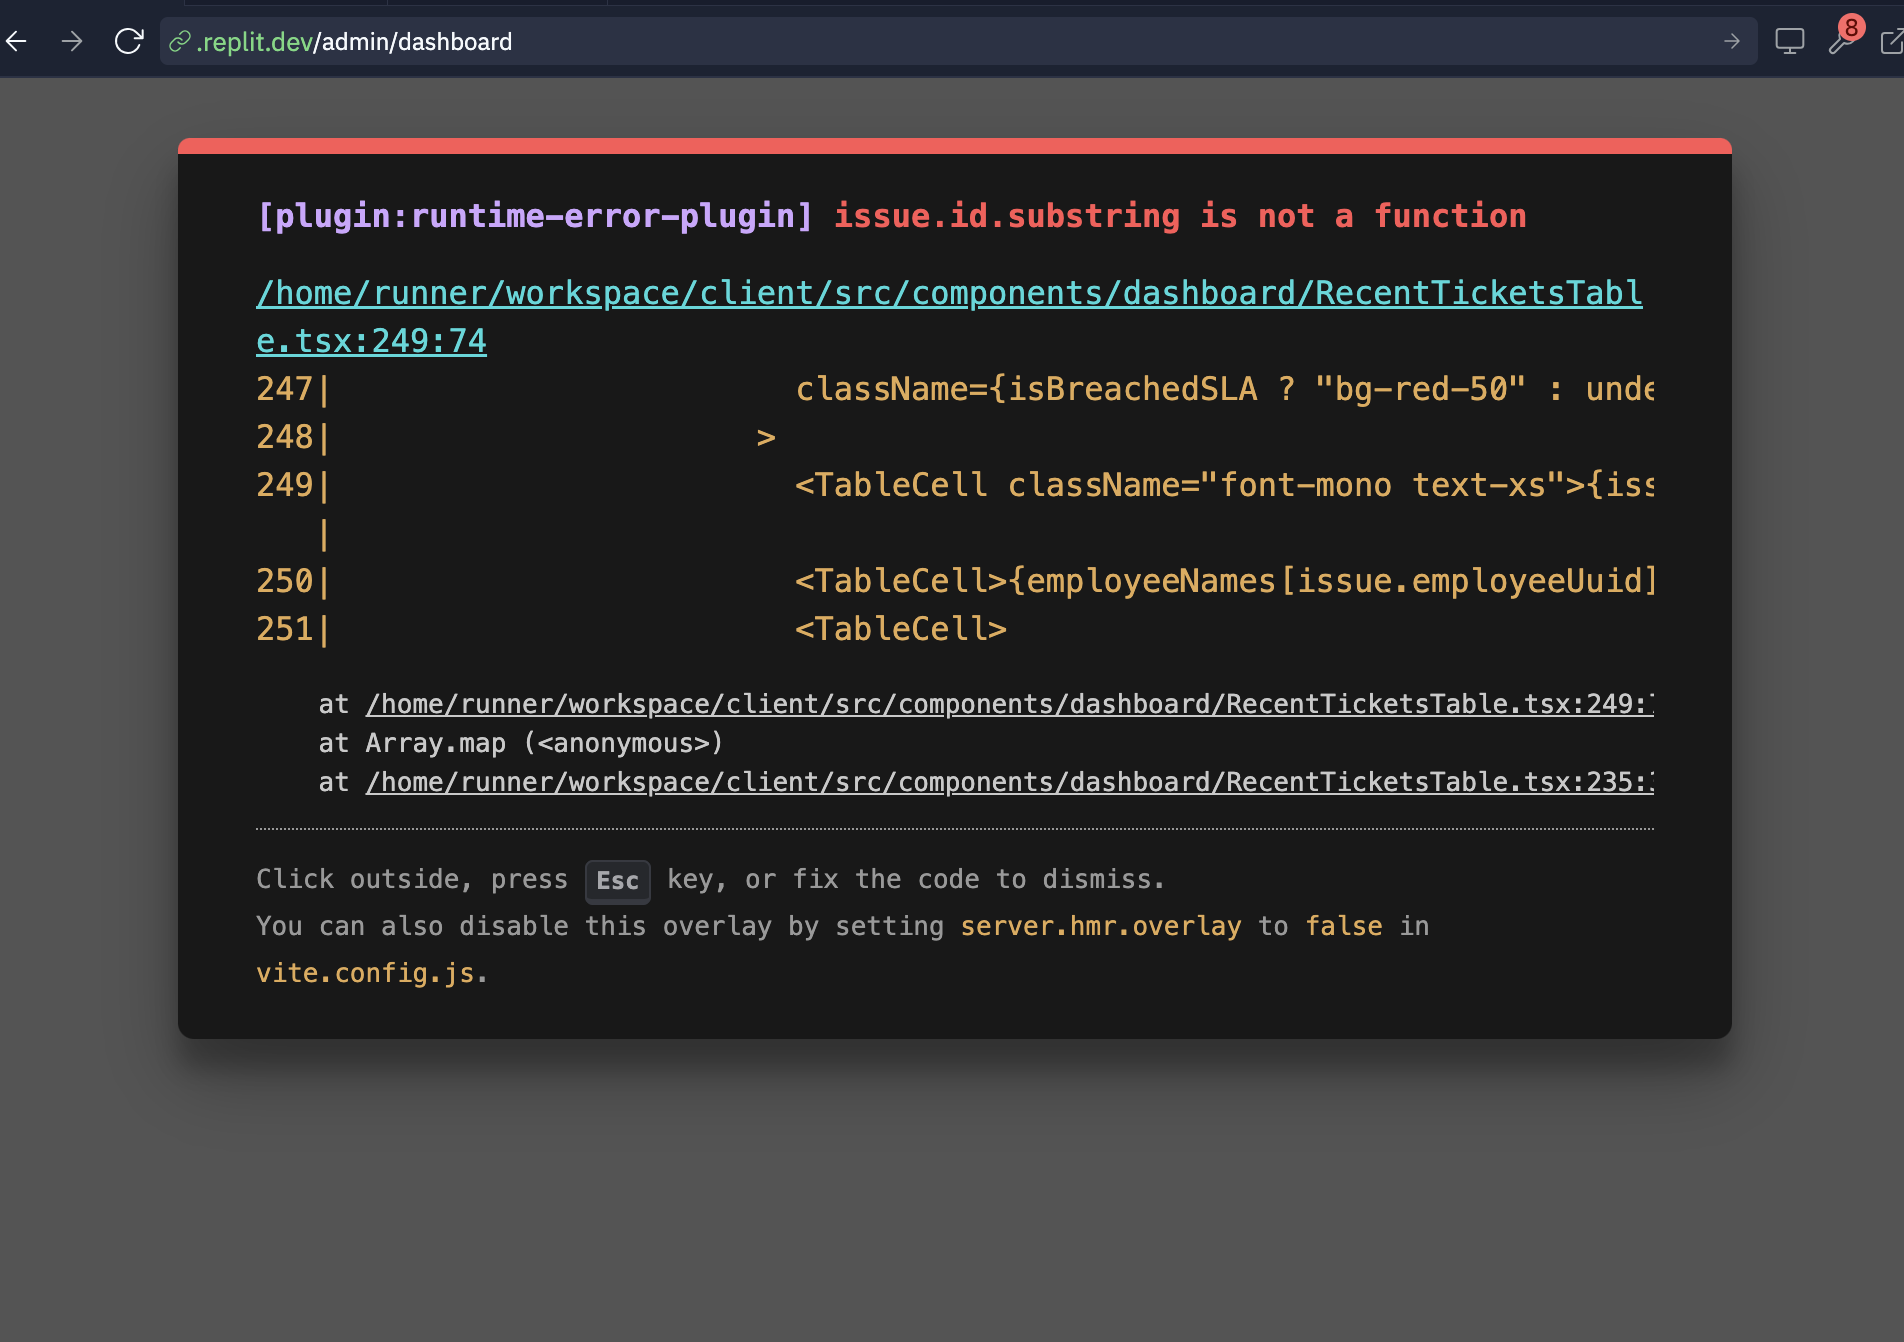 .replit.dev/admin/dashboard
8
[plugin:runtime-error-plugin] issue.id.substring is not a function
/home/runner/workspace/client/src/components/dashboard/RecentTicketsTabl
e.tsx:249:74
247| className={isBreachedSLA ? "bg-red-50" : unde
248| >
249| <TableCell className="font-mono text-xs">{iss
|
250| <TableCell>{employeeNames[issue.employeeUuid]
251| <TableCell>
at /home/runner/workspace/client/src/components/dashboard/RecentTicketsTable.tsx:249:
at Array.map (<anonymous>)
at /home/runner/workspace/client/src/components/dashboard/RecentTicketsTable.tsx:235:
Click outside, press Esc key, or fix the code to dismiss.
You can also disable this overlay by setting server.hmr.overlay to false in
vite.config.js.